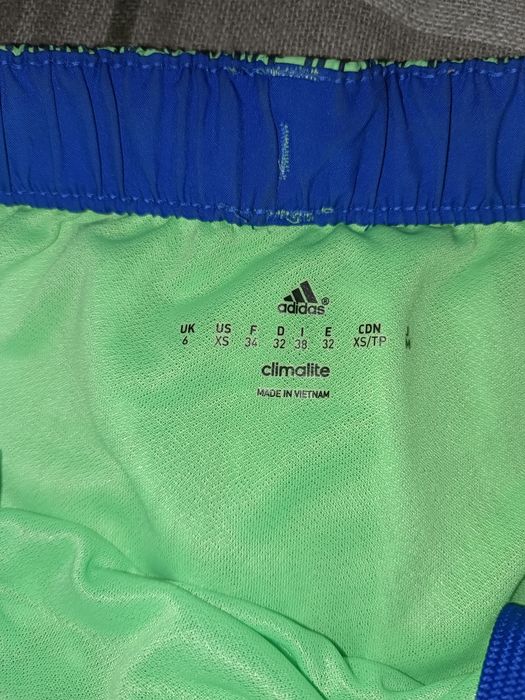 adidas®
UK US F D I E CDN J
6 XS 34 32 38 32 XS/TP M
climalite
MADE IN VIETNAM